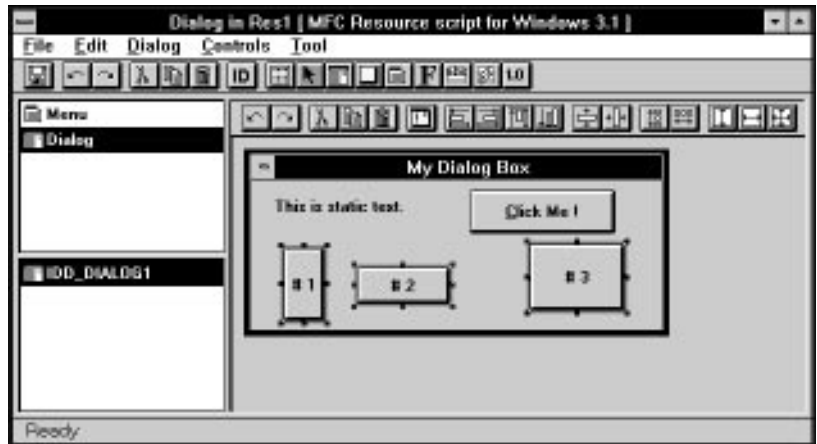 Dialog in Res1 [ MFC Resource script for Windows 3.1 ]
File Edit Dialog Controls Tool
ID F 1.0
Menu
Dialog
My Dialog Box
This is static text.
Click Me !
IDD_DIALOG1
# 1
# 2
# 3
Ready